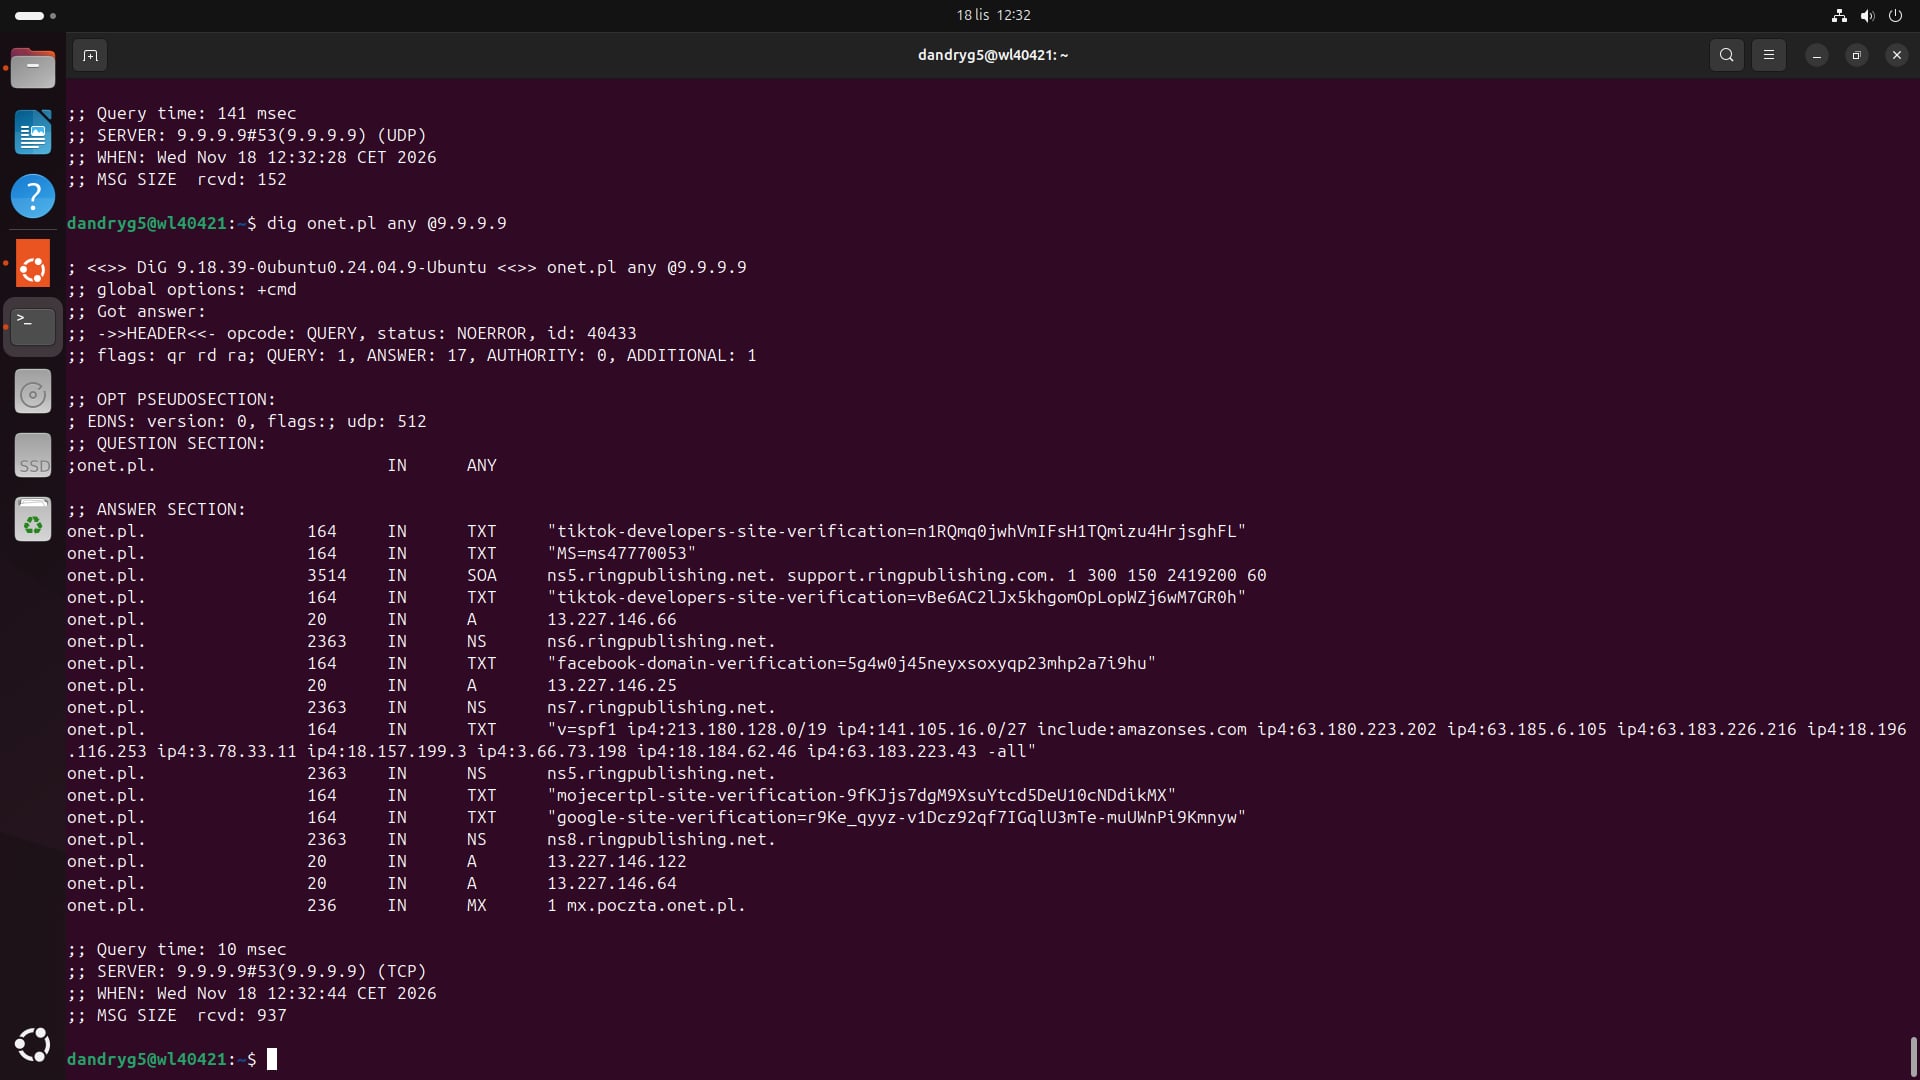 18 lis 12:32
dandryg5@wl40421: ~
;; Query time: 141 msec
;; SERVER: 9.9.9.9#53(9.9.9.9) (UDP)
;; WHEN: Wed Nov 18 12:32:28 CET 2026
;; MSG SIZE  rcvd: 152
dandryg5@wl40421:~$ dig onet.pl any @9.9.9.9
; <<>> DiG 9.18.39-0ubuntu0.24.04.9-Ubuntu <<>> onet.pl any @9.9.9.9
;; global options: +cmd
;; Got answer:
;; ->>HEADER<<- opcode: QUERY, status: NOERROR, id: 40433
;; flags: qr rd ra; QUERY: 1, ANSWER: 17, AUTHORITY: 0, ADDITIONAL: 1
;; OPT PSEUDOSECTION:
; EDNS: version: 0, flags:; udp: 512
;; QUESTION SECTION:
;onet.pl. IN ANY
;; ANSWER SECTION:
onet.pl. 164 IN TXT "tiktok-developers-site-verification=n1RQmq0jwhVmIFsH1TQmizu4HrjsghFL"
onet.pl. 164 IN TXT "MS=ms47770053"
onet.pl. 3514 IN SOA ns5.ringpublishing.net. support.ringpublishing.com. 1 300 150 2419200 60
onet.pl. 164 IN TXT "tiktok-developers-site-verification=vBe6AC2lJx5khgomOpLopWZj6wM7GR0h"
onet.pl. 20 IN A 13.227.146.66
onet.pl. 2363 IN NS ns6.ringpublishing.net.
onet.pl. 164 IN TXT "facebook-domain-verification=5g4w0j45neyxsoxyqp23mhp2a7i9hu"
onet.pl. 20 IN A 13.227.146.25
onet.pl. 2363 IN NS ns7.ringpublishing.net.
onet.pl. 164 IN TXT "v=spf1 ip4:213.180.128.0/19 ip4:141.105.16.0/27 include:amazonses.com ip4:63.180.223.202 ip4:63.185.6.105 ip4:63.183.226.216 ip4:18.196
.116.253 ip4:3.78.33.11 ip4:18.157.199.3 ip4:3.66.73.198 ip4:18.184.62.46 ip4:63.183.223.43 -all"
onet.pl. 2363 IN NS ns5.ringpublishing.net.
onet.pl. 164 IN TXT "mojecertpl-site-verification-9fKJjs7dgM9XsuYtcd5DeU10cNDdikMX"
onet.pl. 164 IN TXT "google-site-verification=r9Ke_qyyz-v1Dcz92qf7IGqlU3mTe-muUWnPi9Kmnyw"
onet.pl. 2363 IN NS ns8.ringpublishing.net.
onet.pl. 20 IN A 13.227.146.122
onet.pl. 20 IN A 13.227.146.64
onet.pl. 236 IN MX 1 mx.poczta.onet.pl.
;; Query time: 10 msec
;; SERVER: 9.9.9.9#53(9.9.9.9) (TCP)
;; WHEN: Wed Nov 18 12:32:44 CET 2026
;; MSG SIZE  rcvd: 937
dandryg5@wl40421:~$
SSD